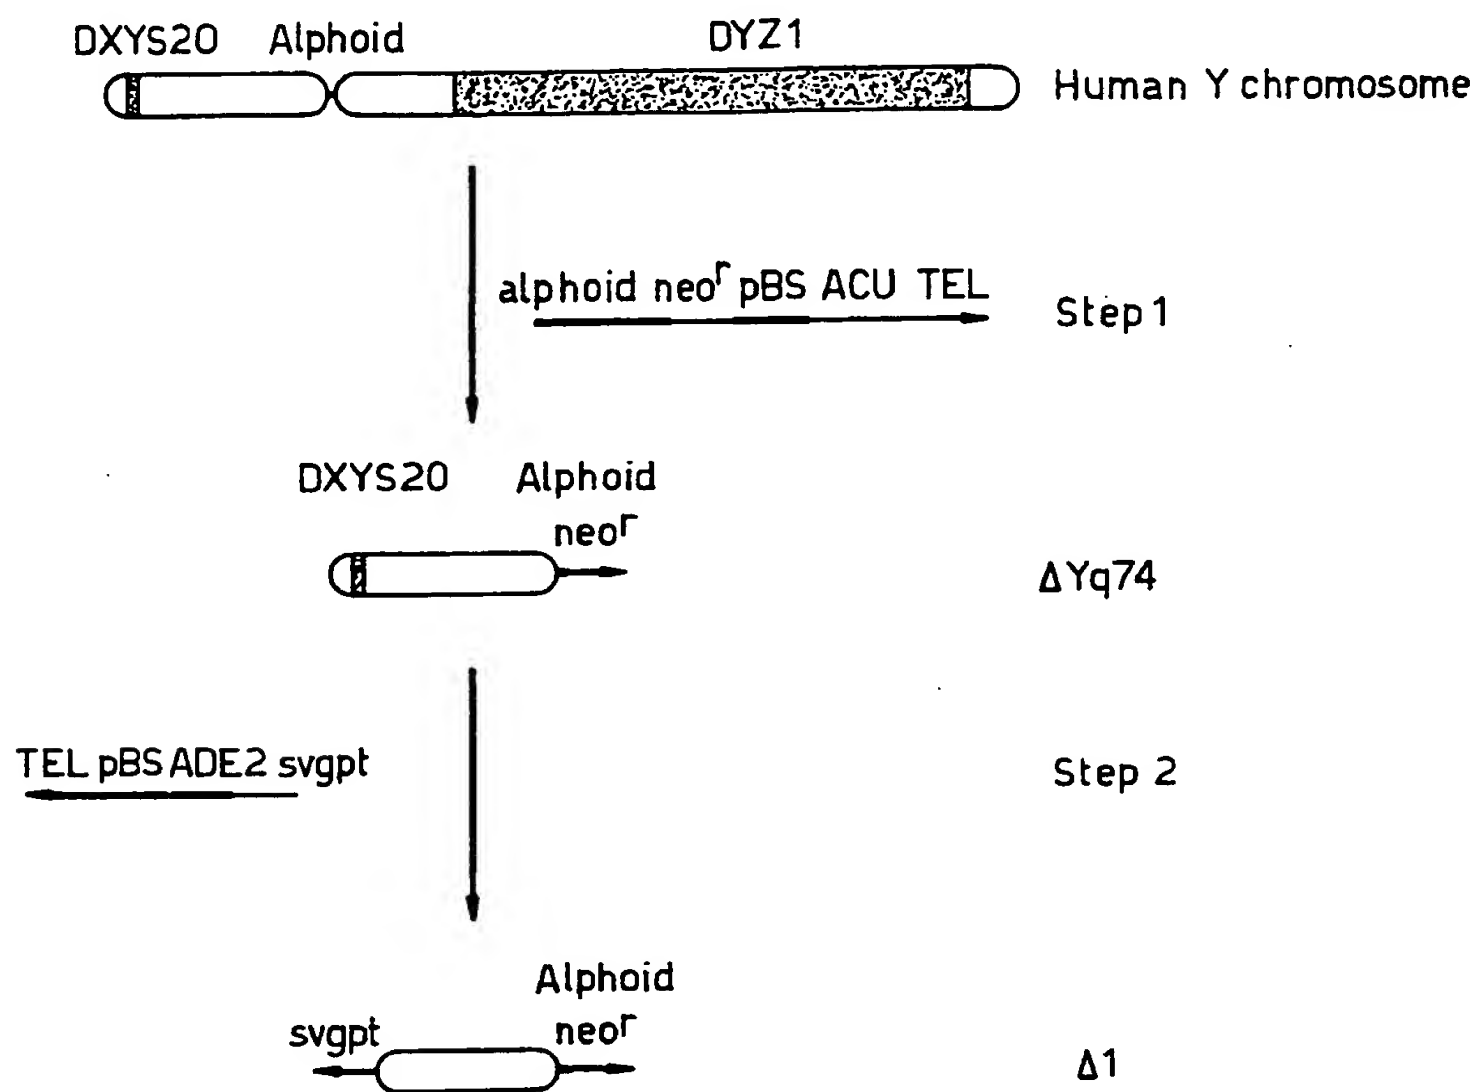 DXYS20 Alphoid DYZ1
Human Y chromosome
alphoid neoʳ pBS ACU TEL
Step 1
DXYS20 Alphoid
neoʳ
ΔYq74
TEL pBS ADE2 svgpt
Step 2
Alphoid
svgpt neoʳ
Δ1